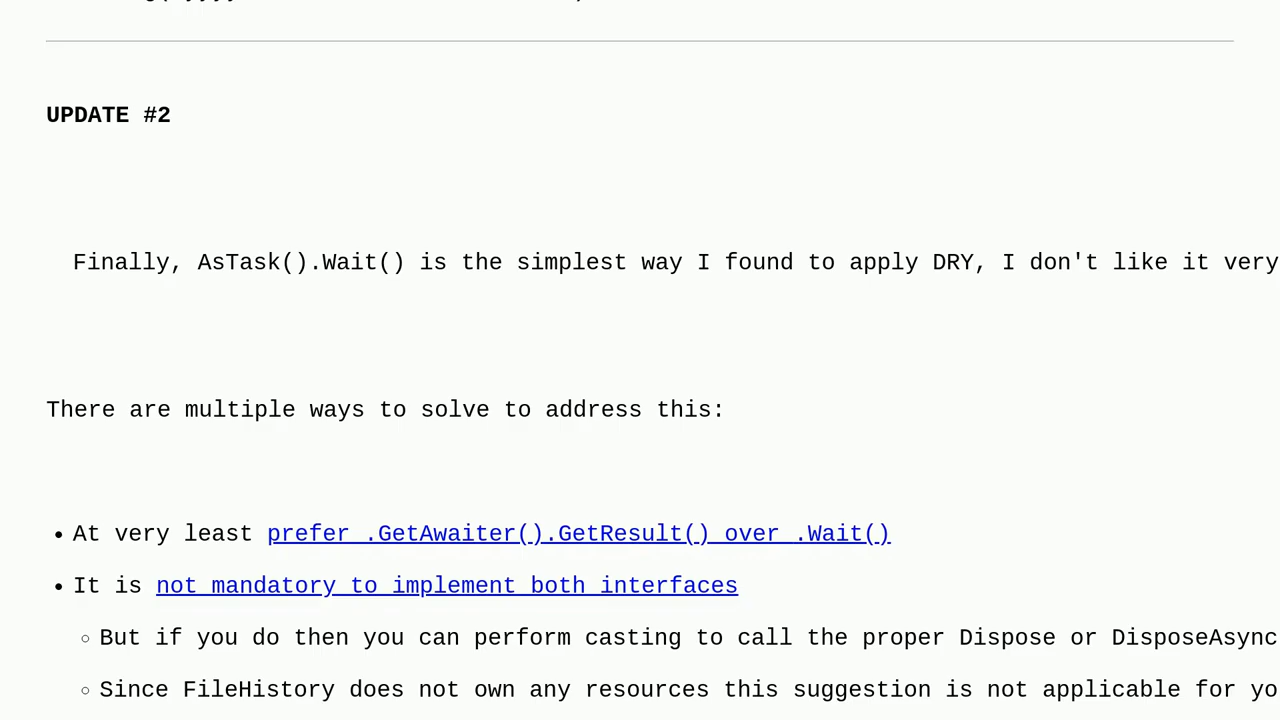 UPDATE #2
Finally, AsTask().Wait() is the simplest way I found to apply DRY, I don't like it very
There are multiple ways to solve to address this:
• At very least prefer .GetAwaiter().GetResult() over .Wait()
• It is not mandatory to implement both interfaces
○ But if you do then you can perform casting to call the proper Dispose or DisposeAsync
○ Since FileHistory does not own any resources this suggestion is not applicable for yo